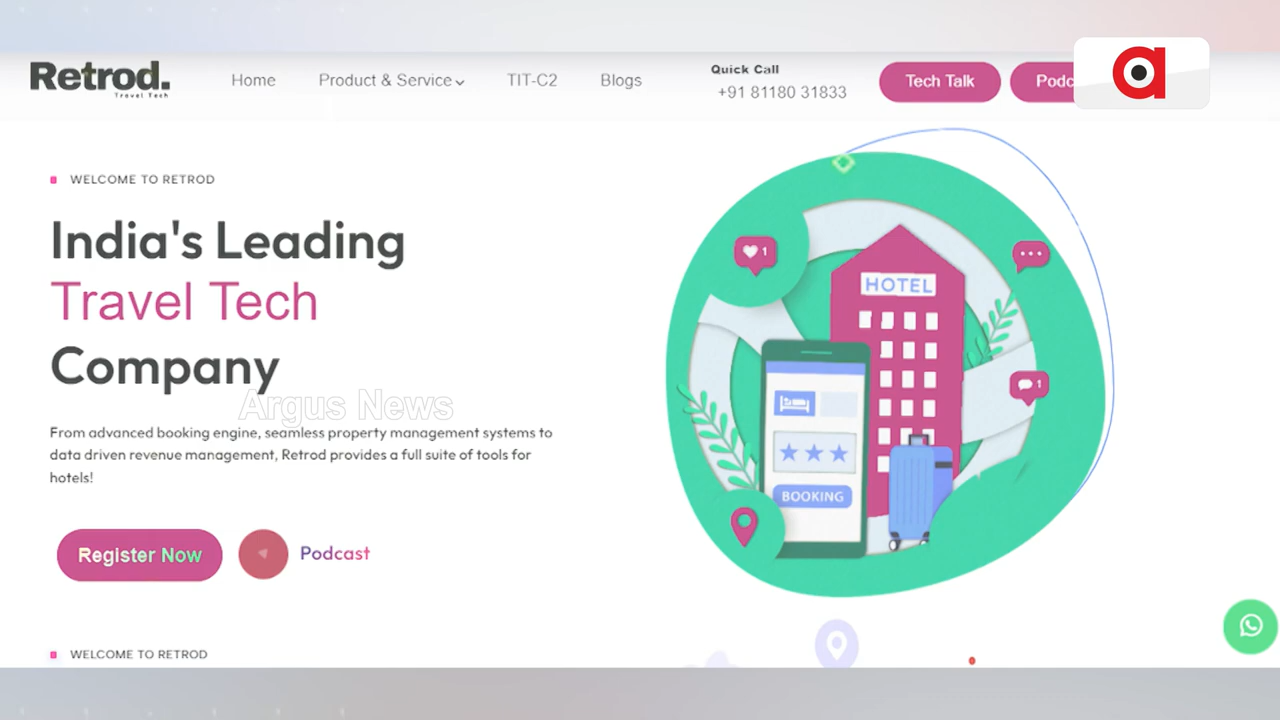 Retrod.
Travel Tech
Home
Product & Service
TIT-C2
Blogs
Quick Call
+91 81180 31833
Tech Talk
Podc
a
WELCOME TO RETROD
India's Leading
Travel Tech
Company
Argus News
From advanced booking engine, seamless property management systems to
data driven revenue management, Retrod provides a full suite of tools for
hotels!
Register Now
Podcast
1
HOTEL
1
BOOKING
WELCOME TO RETROD